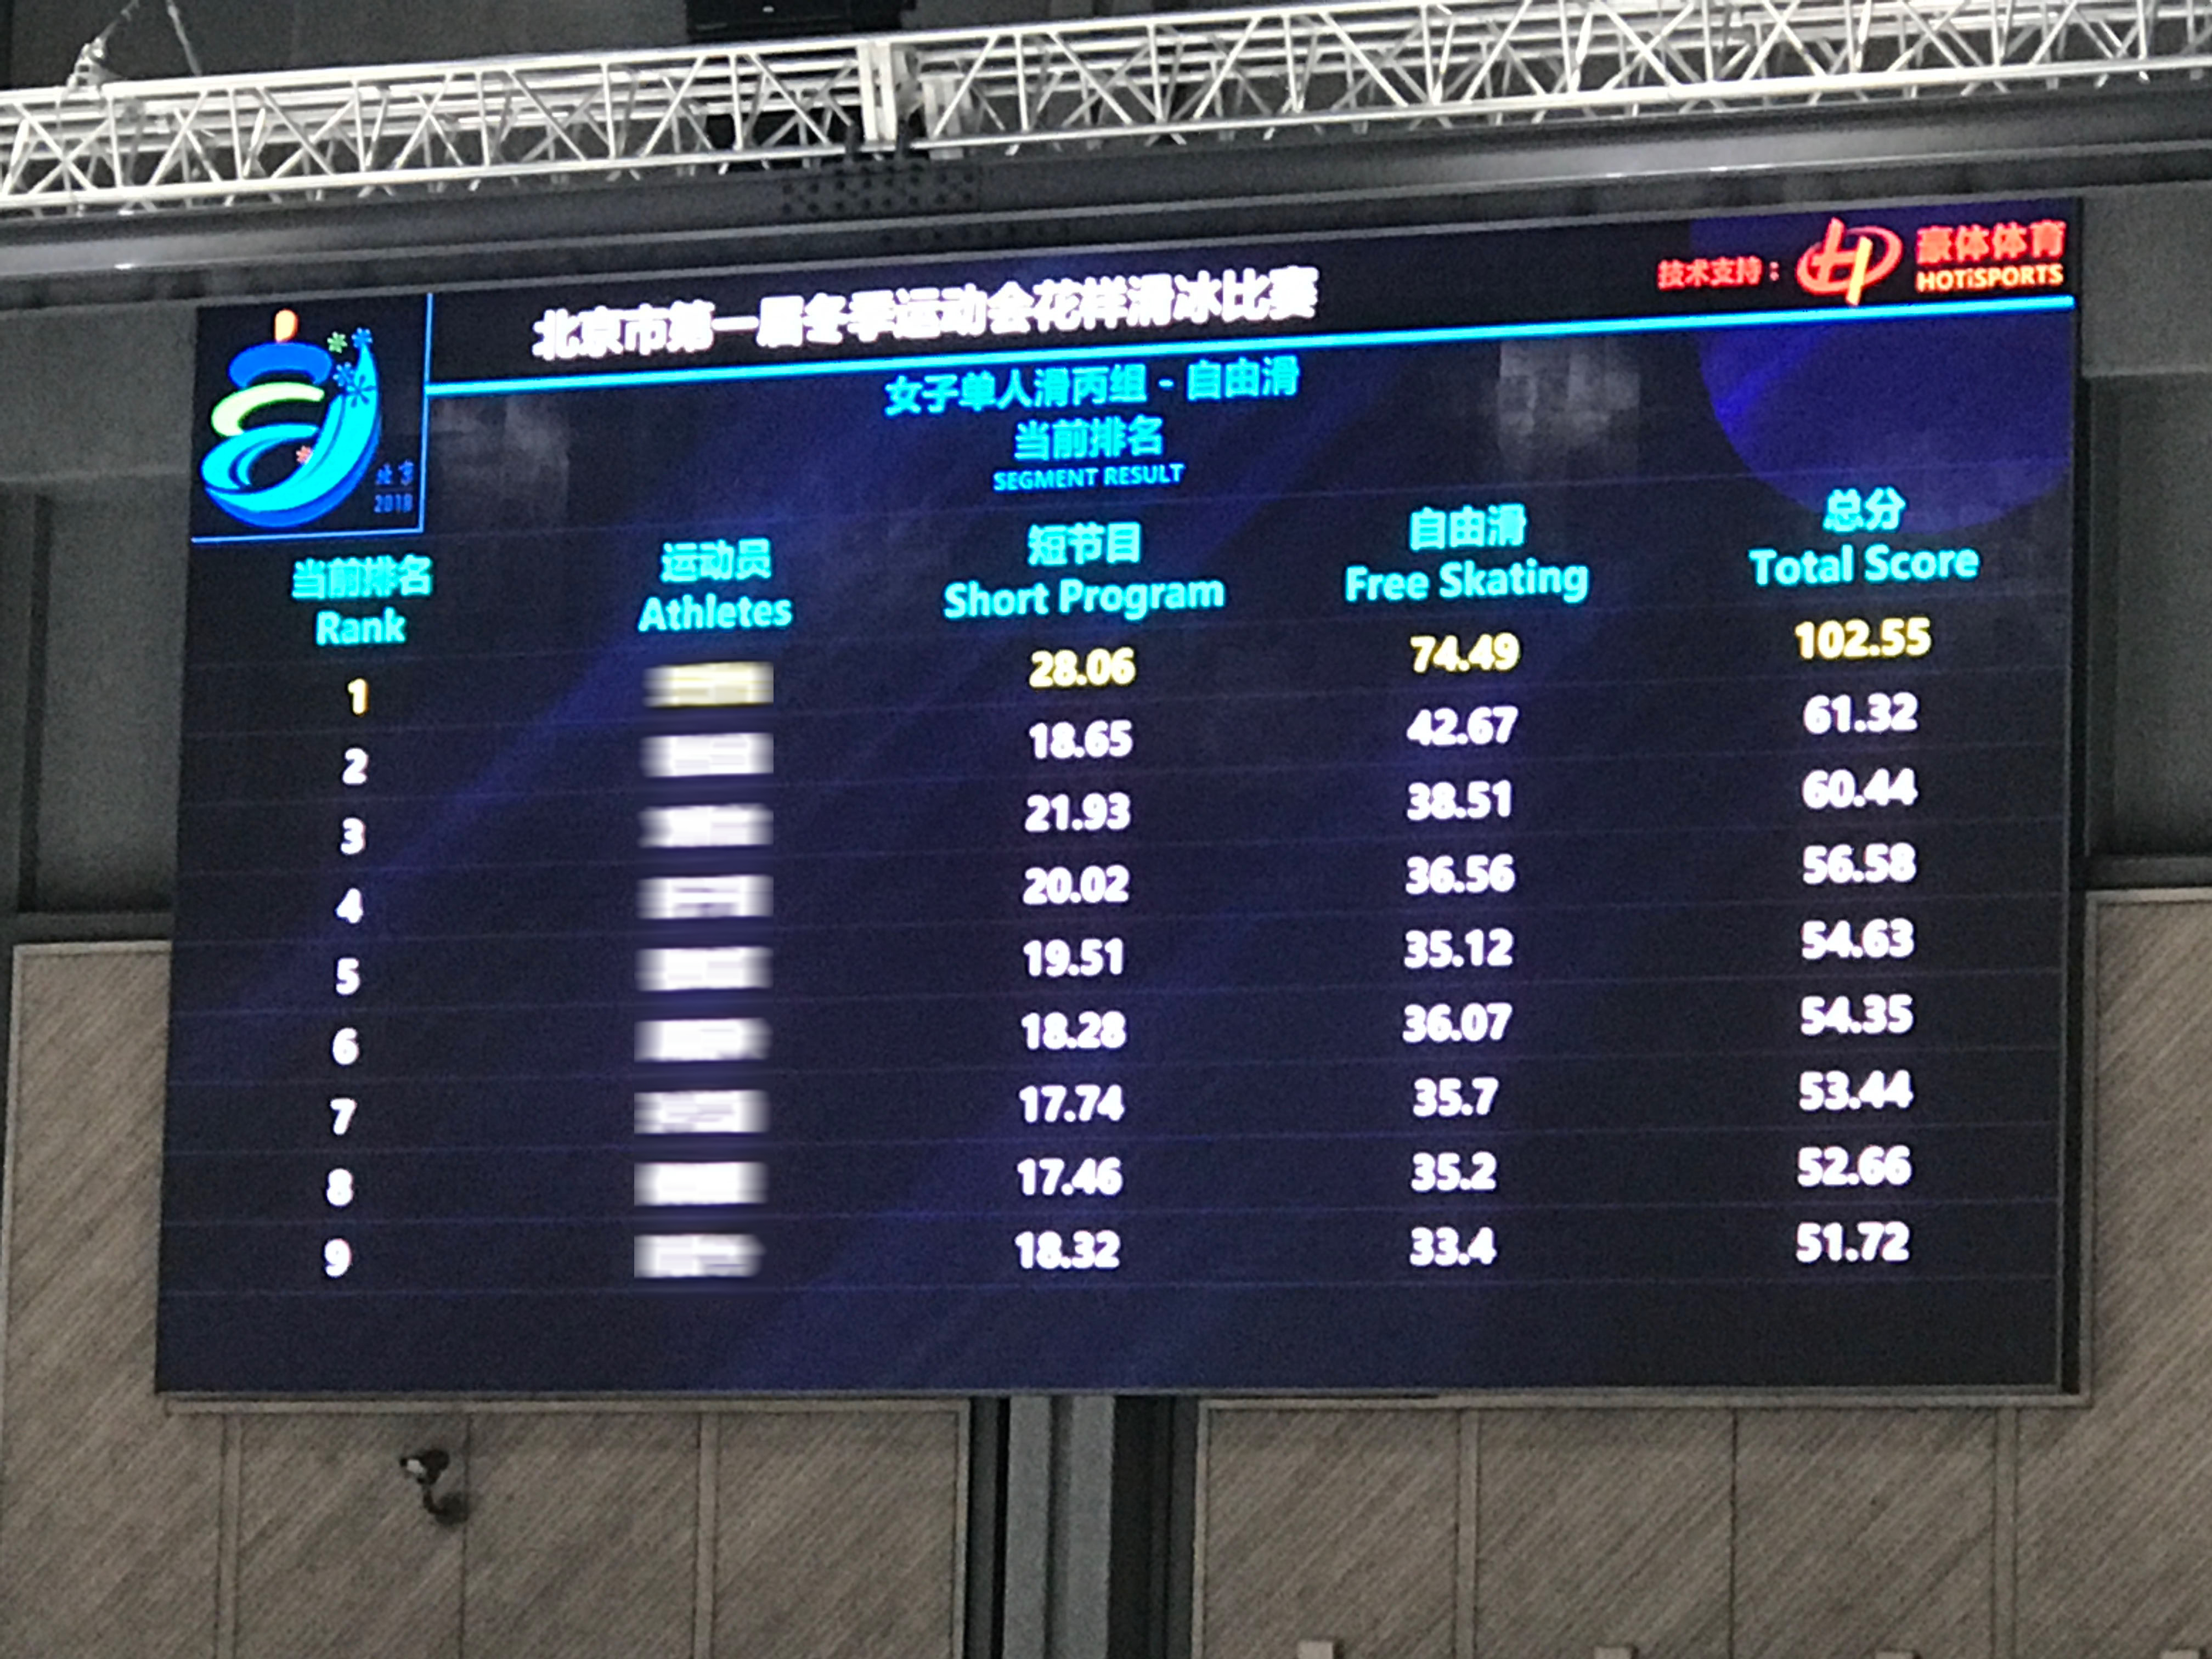 技术支持：
豪体体育
HOTiSPORTS
北京市第一届冬季运动会花样滑冰比赛
北京
2018
女子单人滑丙组 - 自由滑
当前排名
SEGMENT RESULT
当前排名 运动员 短节目 自由滑 总分
Rank Athletes Short Program Free Skating Total Score
1 28.06 74.49 102.55
2 18.65 42.67 61.32
3 21.93 38.51 60.44
4 20.02 36.56 56.58
5 19.51 35.12 54.63
6 18.28 36.07 54.35
7 17.74 35.7 53.44
8 17.46 35.2 52.66
9 18.32 33.4 51.72